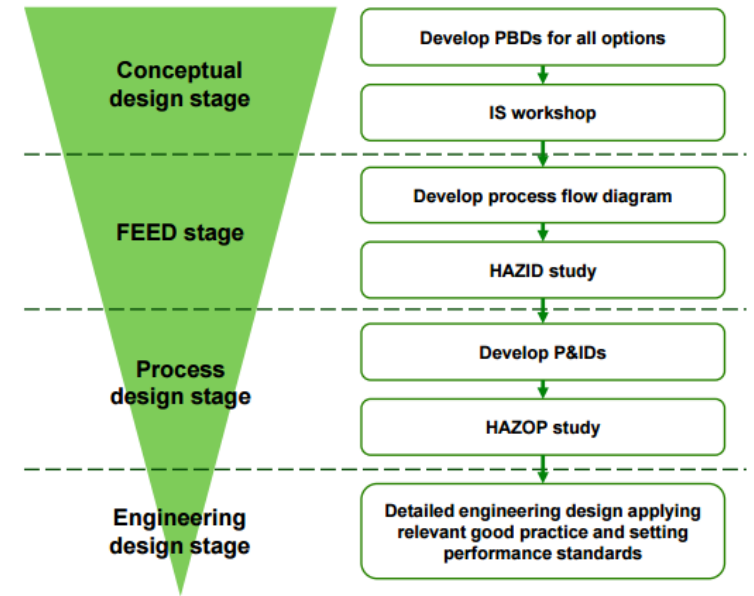 Conceptual
design stage
Develop PBDs for all options
IS workshop
FEED stage
Develop process flow diagram
HAZID study
Process
design stage
Develop P&IDs
HAZOP study
Engineering
design stage
Detailed engineering design applying
relevant good practice and setting
performance standards